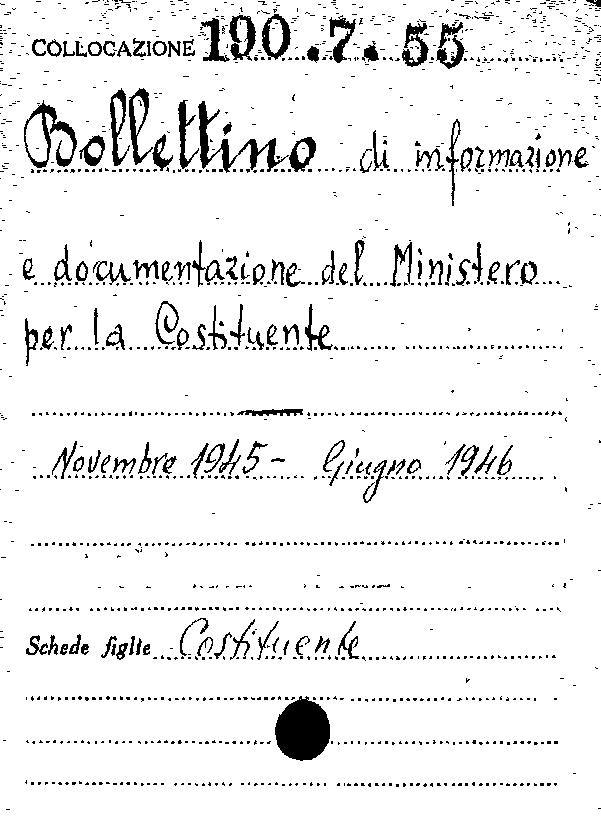 COLLOCAZIONE 190.7.55
Bollettino di informazione
e documentazione del Ministero
per la Costituente
Novembre 1945 - Giugno 1946
Schede figlie Costituente